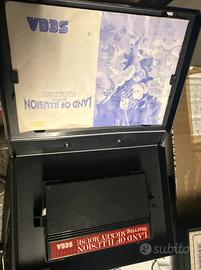 SEGA
LAND OF ILLUSION
LAND OF ILLUSION
Starring MICKEY MOUSE
SEGA
subito